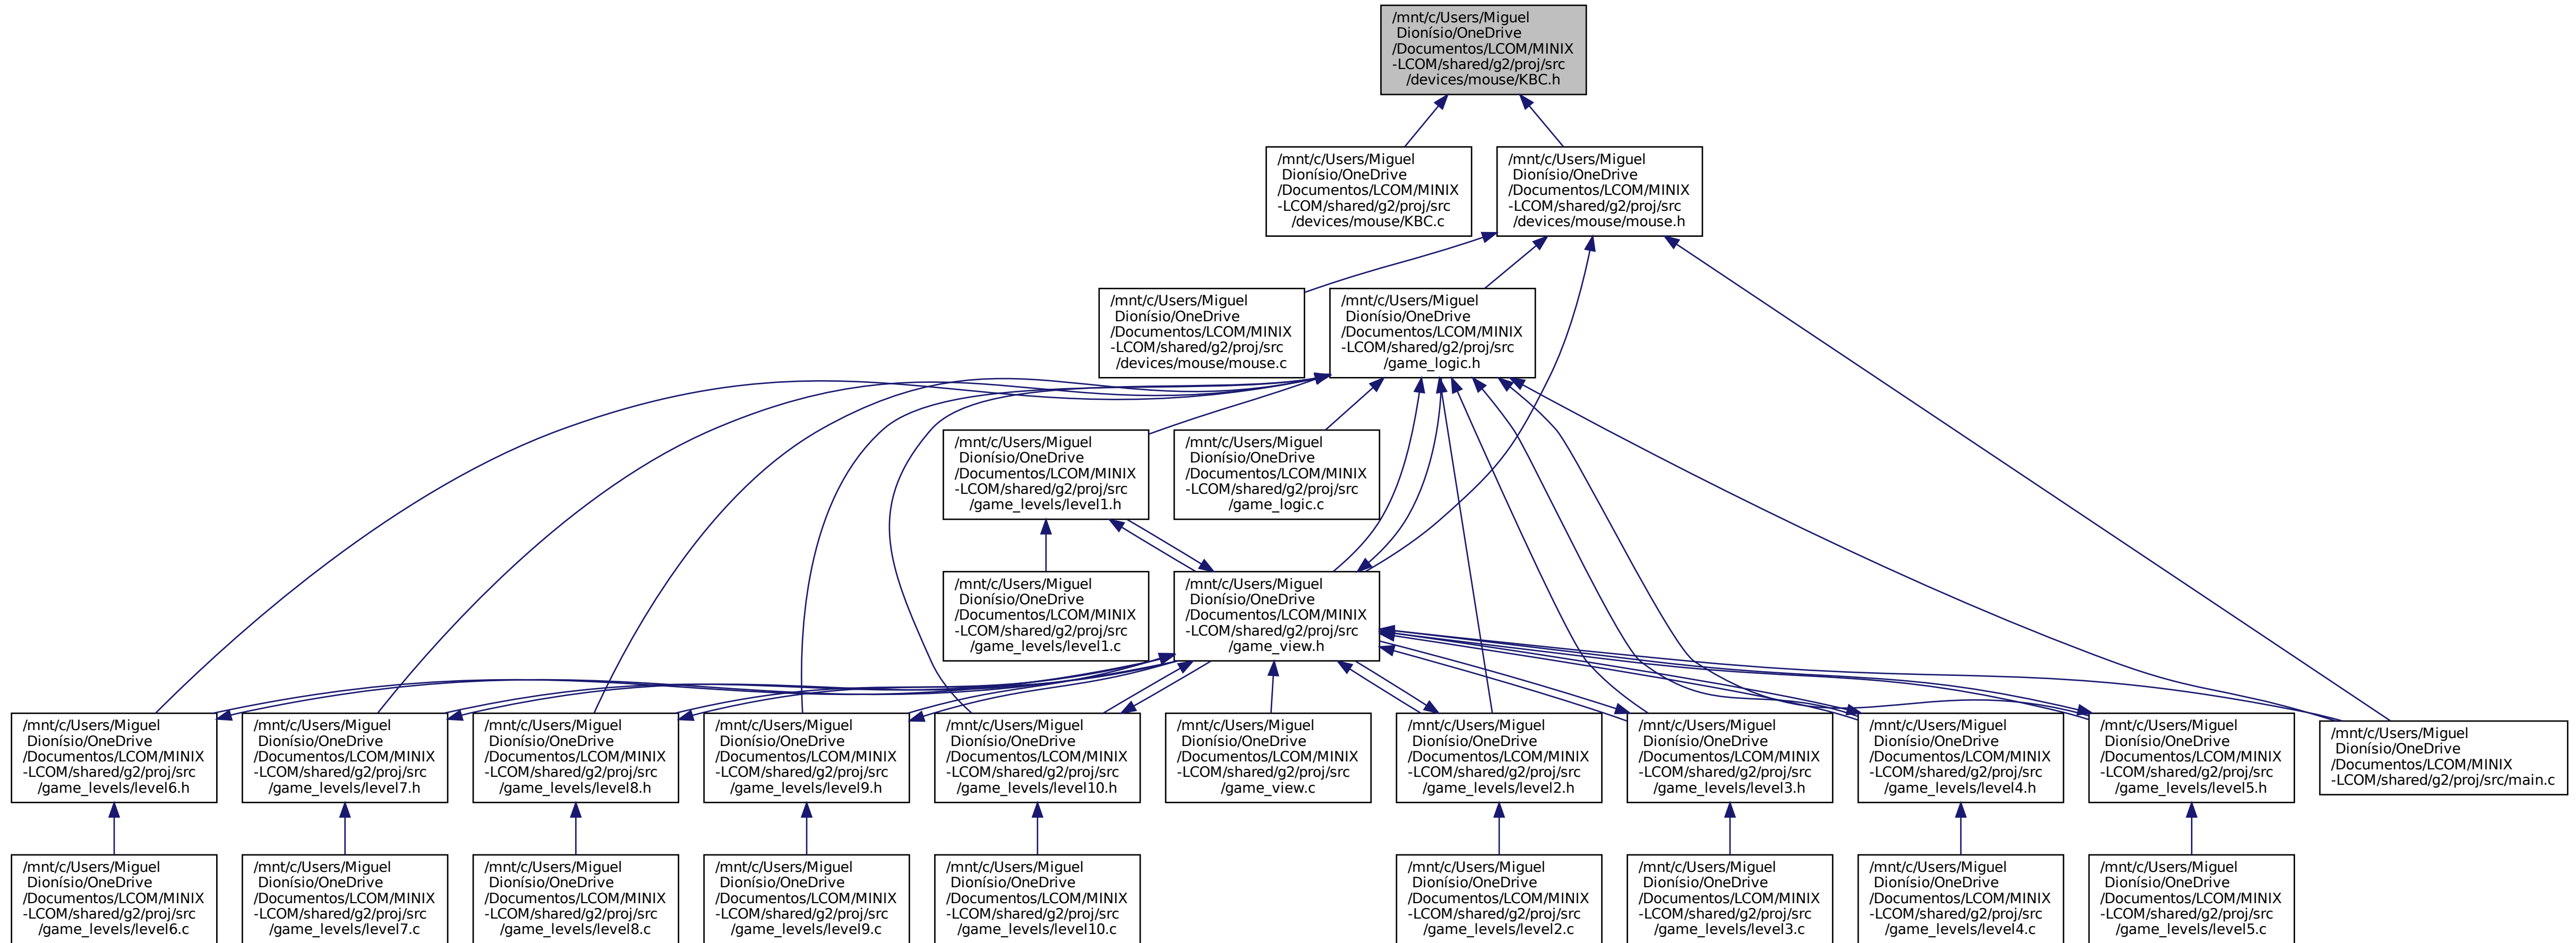 /mnt/c/Users/Miguel
Dionísio/OneDrive
/Documentos/LCOM/MINIX
-LCOM/shared/g2/proj/src
/devices/mouse/KBC.h
/mnt/c/Users/Miguel
Dionísio/OneDrive
/Documentos/LCOM/MINIX
-LCOM/shared/g2/proj/src
/devices/mouse/KBC.c
/mnt/c/Users/Miguel
Dionísio/OneDrive
/Documentos/LCOM/MINIX
-LCOM/shared/g2/proj/src
/devices/mouse/mouse.h
/mnt/c/Users/Miguel
Dionísio/OneDrive
/Documentos/LCOM/MINIX
-LCOM/shared/g2/proj/src
/devices/mouse/mouse.c
/mnt/c/Users/Miguel
Dionísio/OneDrive
/Documentos/LCOM/MINIX
-LCOM/shared/g2/proj/src
/game_logic.h
/mnt/c/Users/Miguel
Dionísio/OneDrive
/Documentos/LCOM/MINIX
-LCOM/shared/g2/proj/src
/game_levels/level1.h
/mnt/c/Users/Miguel
Dionísio/OneDrive
/Documentos/LCOM/MINIX
-LCOM/shared/g2/proj/src
/game_logic.c
/mnt/c/Users/Miguel
Dionísio/OneDrive
/Documentos/LCOM/MINIX
-LCOM/shared/g2/proj/src
/game_levels/level1.c
/mnt/c/Users/Miguel
Dionísio/OneDrive
/Documentos/LCOM/MINIX
-LCOM/shared/g2/proj/src
/game_view.h
/mnt/c/Users/Miguel
Dionísio/OneDrive
/Documentos/LCOM/MINIX
-LCOM/shared/g2/proj/src
/game_levels/level6.h
/mnt/c/Users/Miguel
Dionísio/OneDrive
/Documentos/LCOM/MINIX
-LCOM/shared/g2/proj/src
/game_levels/level7.h
/mnt/c/Users/Miguel
Dionísio/OneDrive
/Documentos/LCOM/MINIX
-LCOM/shared/g2/proj/src
/game_levels/level8.h
/mnt/c/Users/Miguel
Dionísio/OneDrive
/Documentos/LCOM/MINIX
-LCOM/shared/g2/proj/src
/game_levels/level9.h
/mnt/c/Users/Miguel
Dionísio/OneDrive
/Documentos/LCOM/MINIX
-LCOM/shared/g2/proj/src
/game_levels/level10.h
/mnt/c/Users/Miguel
Dionísio/OneDrive
/Documentos/LCOM/MINIX
-LCOM/shared/g2/proj/src
/game_view.c
/mnt/c/Users/Miguel
Dionísio/OneDrive
/Documentos/LCOM/MINIX
-LCOM/shared/g2/proj/src
/game_levels/level2.h
/mnt/c/Users/Miguel
Dionísio/OneDrive
/Documentos/LCOM/MINIX
-LCOM/shared/g2/proj/src
/game_levels/level3.h
/mnt/c/Users/Miguel
Dionísio/OneDrive
/Documentos/LCOM/MINIX
-LCOM/shared/g2/proj/src
/game_levels/level4.h
/mnt/c/Users/Miguel
Dionísio/OneDrive
/Documentos/LCOM/MINIX
-LCOM/shared/g2/proj/src
/game_levels/level5.h
/mnt/c/Users/Miguel
Dionísio/OneDrive
/Documentos/LCOM/MINIX
-LCOM/shared/g2/proj/src/main.c
/mnt/c/Users/Miguel
Dionísio/OneDrive
/Documentos/LCOM/MINIX
-LCOM/shared/g2/proj/src
/game_levels/level6.c
/mnt/c/Users/Miguel
Dionísio/OneDrive
/Documentos/LCOM/MINIX
-LCOM/shared/g2/proj/src
/game_levels/level7.c
/mnt/c/Users/Miguel
Dionísio/OneDrive
/Documentos/LCOM/MINIX
-LCOM/shared/g2/proj/src
/game_levels/level8.c
/mnt/c/Users/Miguel
Dionísio/OneDrive
/Documentos/LCOM/MINIX
-LCOM/shared/g2/proj/src
/game_levels/level9.c
/mnt/c/Users/Miguel
Dionísio/OneDrive
/Documentos/LCOM/MINIX
-LCOM/shared/g2/proj/src
/game_levels/level10.c
/mnt/c/Users/Miguel
Dionísio/OneDrive
/Documentos/LCOM/MINIX
-LCOM/shared/g2/proj/src
/game_levels/level2.c
/mnt/c/Users/Miguel
Dionísio/OneDrive
/Documentos/LCOM/MINIX
-LCOM/shared/g2/proj/src
/game_levels/level3.c
/mnt/c/Users/Miguel
Dionísio/OneDrive
/Documentos/LCOM/MINIX
-LCOM/shared/g2/proj/src
/game_levels/level4.c
/mnt/c/Users/Miguel
Dionísio/OneDrive
/Documentos/LCOM/MINIX
-LCOM/shared/g2/proj/src
/game_levels/level5.c